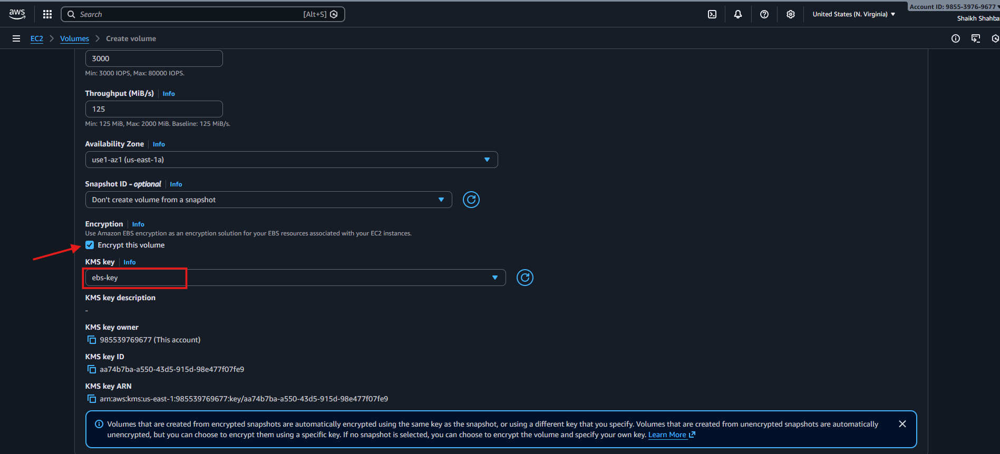 aws
Search
[Alt+S]
United States (N. Virginia)
Account ID: 9855-3976-9677
Shaikh Shahba
EC2
Volumes
Create volume
3000
Min: 3000 IOPS, Max: 80000 IOPS.
Throughput (MiB/s)
Info
125
Min: 125 MiB, Max: 2000 MiB. Baseline: 125 MiB/s.
Availability Zone
Info
use1-az1 (us-east-1a)
Snapshot ID - optional
Info
Don't create volume from a snapshot
Encryption
Info
Use Amazon EBS encryption as an encryption solution for your EBS resources associated with your EC2 instances.
Encrypt this volume
KMS key
Info
ebs-key
KMS key description
-
KMS key owner
985539769677 (This account)
KMS key ID
aa74b7ba-a550-43d5-915d-98e477f07fe9
KMS key ARN
arn:aws:kms:us-east-1:985539769677:key/aa74b7ba-a550-43d5-915d-98e477f07fe9
Volumes that are created from encrypted snapshots are automatically encrypted using the same key as the snapshot, or using a different key that you specify. Volumes that are created from unencrypted snapshots are automatically
unencrypted, but you can choose to encrypt them using a specific key. If no snapshot is selected, you can choose to encrypt the volume and specify your own key. Learn More